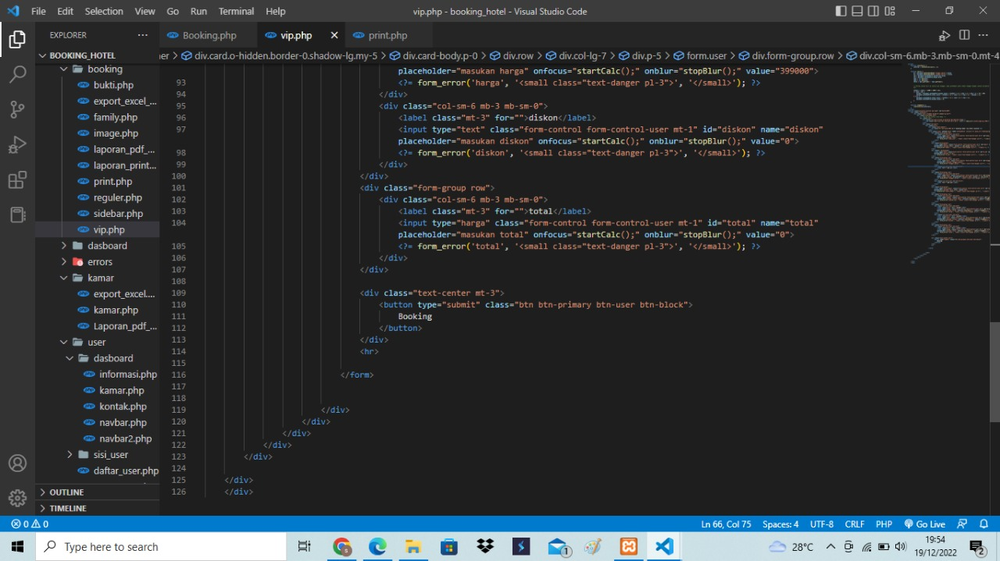 File Edit Selection View Go Run Terminal Help vip.php - booking_hotel - Visual Studio Code
EXPLORER ··· Booking.php vip.php × print.php ···
BOOKING_HOTEL
ner > div.card.o-hidden.border-0.shadow-lg.my-5 > div.card-body.p-0 > div.row > div.col-lg-7 > div.p-5 > form.user > div.form-group.row > div.col-sm-6.mb-3.mb-sm-0.mt-4
booking
bukti.php
export_excel_...
family.php
image.php
laporan_pdf_...
laporan_print...
print.php
reguler.php
sidebar.php
vip.php
dasboard
errors
kamar
export_excel....
kamar.php
Laporan_pdf_...
user
dasboard
informasi.php
kamar.php
kontak.php
navbar.php
navbar2.php
sisi_user
daftar_user.php
OUTLINE
TIMELINE
placeholder="masukan harga" onfocus="startCalc();" onblur="stopBlur();" value="399000">
93 <?= form_error('harga', '<small class="text-danger pl-3">', '</small>'); ?>
94 </div>
95 <div class="col-sm-6 mb-3 mb-sm-0">
96 <label class="mt-3" for="">diskon</label>
97 <input type="text" class="form-control form-control-user mt-1" id="diskon" name="diskon"
placeholder="masukan diskon" onfocus="startCalc();" onblur="stopBlur();" value="0">
98 <?= form_error('diskon', '<small class="text-danger pl-3">', '</small>'); ?>
99 </div>
100 </div>
101 <div class="form-group row">
102 <div class="col-sm-6 mb-3 mb-sm-0">
103 <label class="mt-3" for="">total</label>
104 <input type="harga" class="form-control form-control-user mt-1" id="total" name="total"
placeholder="masukan total" onfocus="startCalc();" onblur="stopBlur();" value="0">
105 <?= form_error('total', '<small class="text-danger pl-3">', '</small>'); ?>
106 </div>
107 </div>
108
109 <div class="text-center mt-3">
110 <button type="submit" class="btn btn-primary btn-user btn-block">
111 Booking
112 </button>
113 </div>
114 <hr>
115
116 </form>
117
118
119 </div>
120 </div>
121 </div>
122 </div>
123 </div>
124
125 </div>
126 </div>
0 0 Ln 66, Col 75 Spaces: 4 UTF-8 CRLF PHP Go Live
Type here to search 1 28°C 19:54
19/12/2022 2